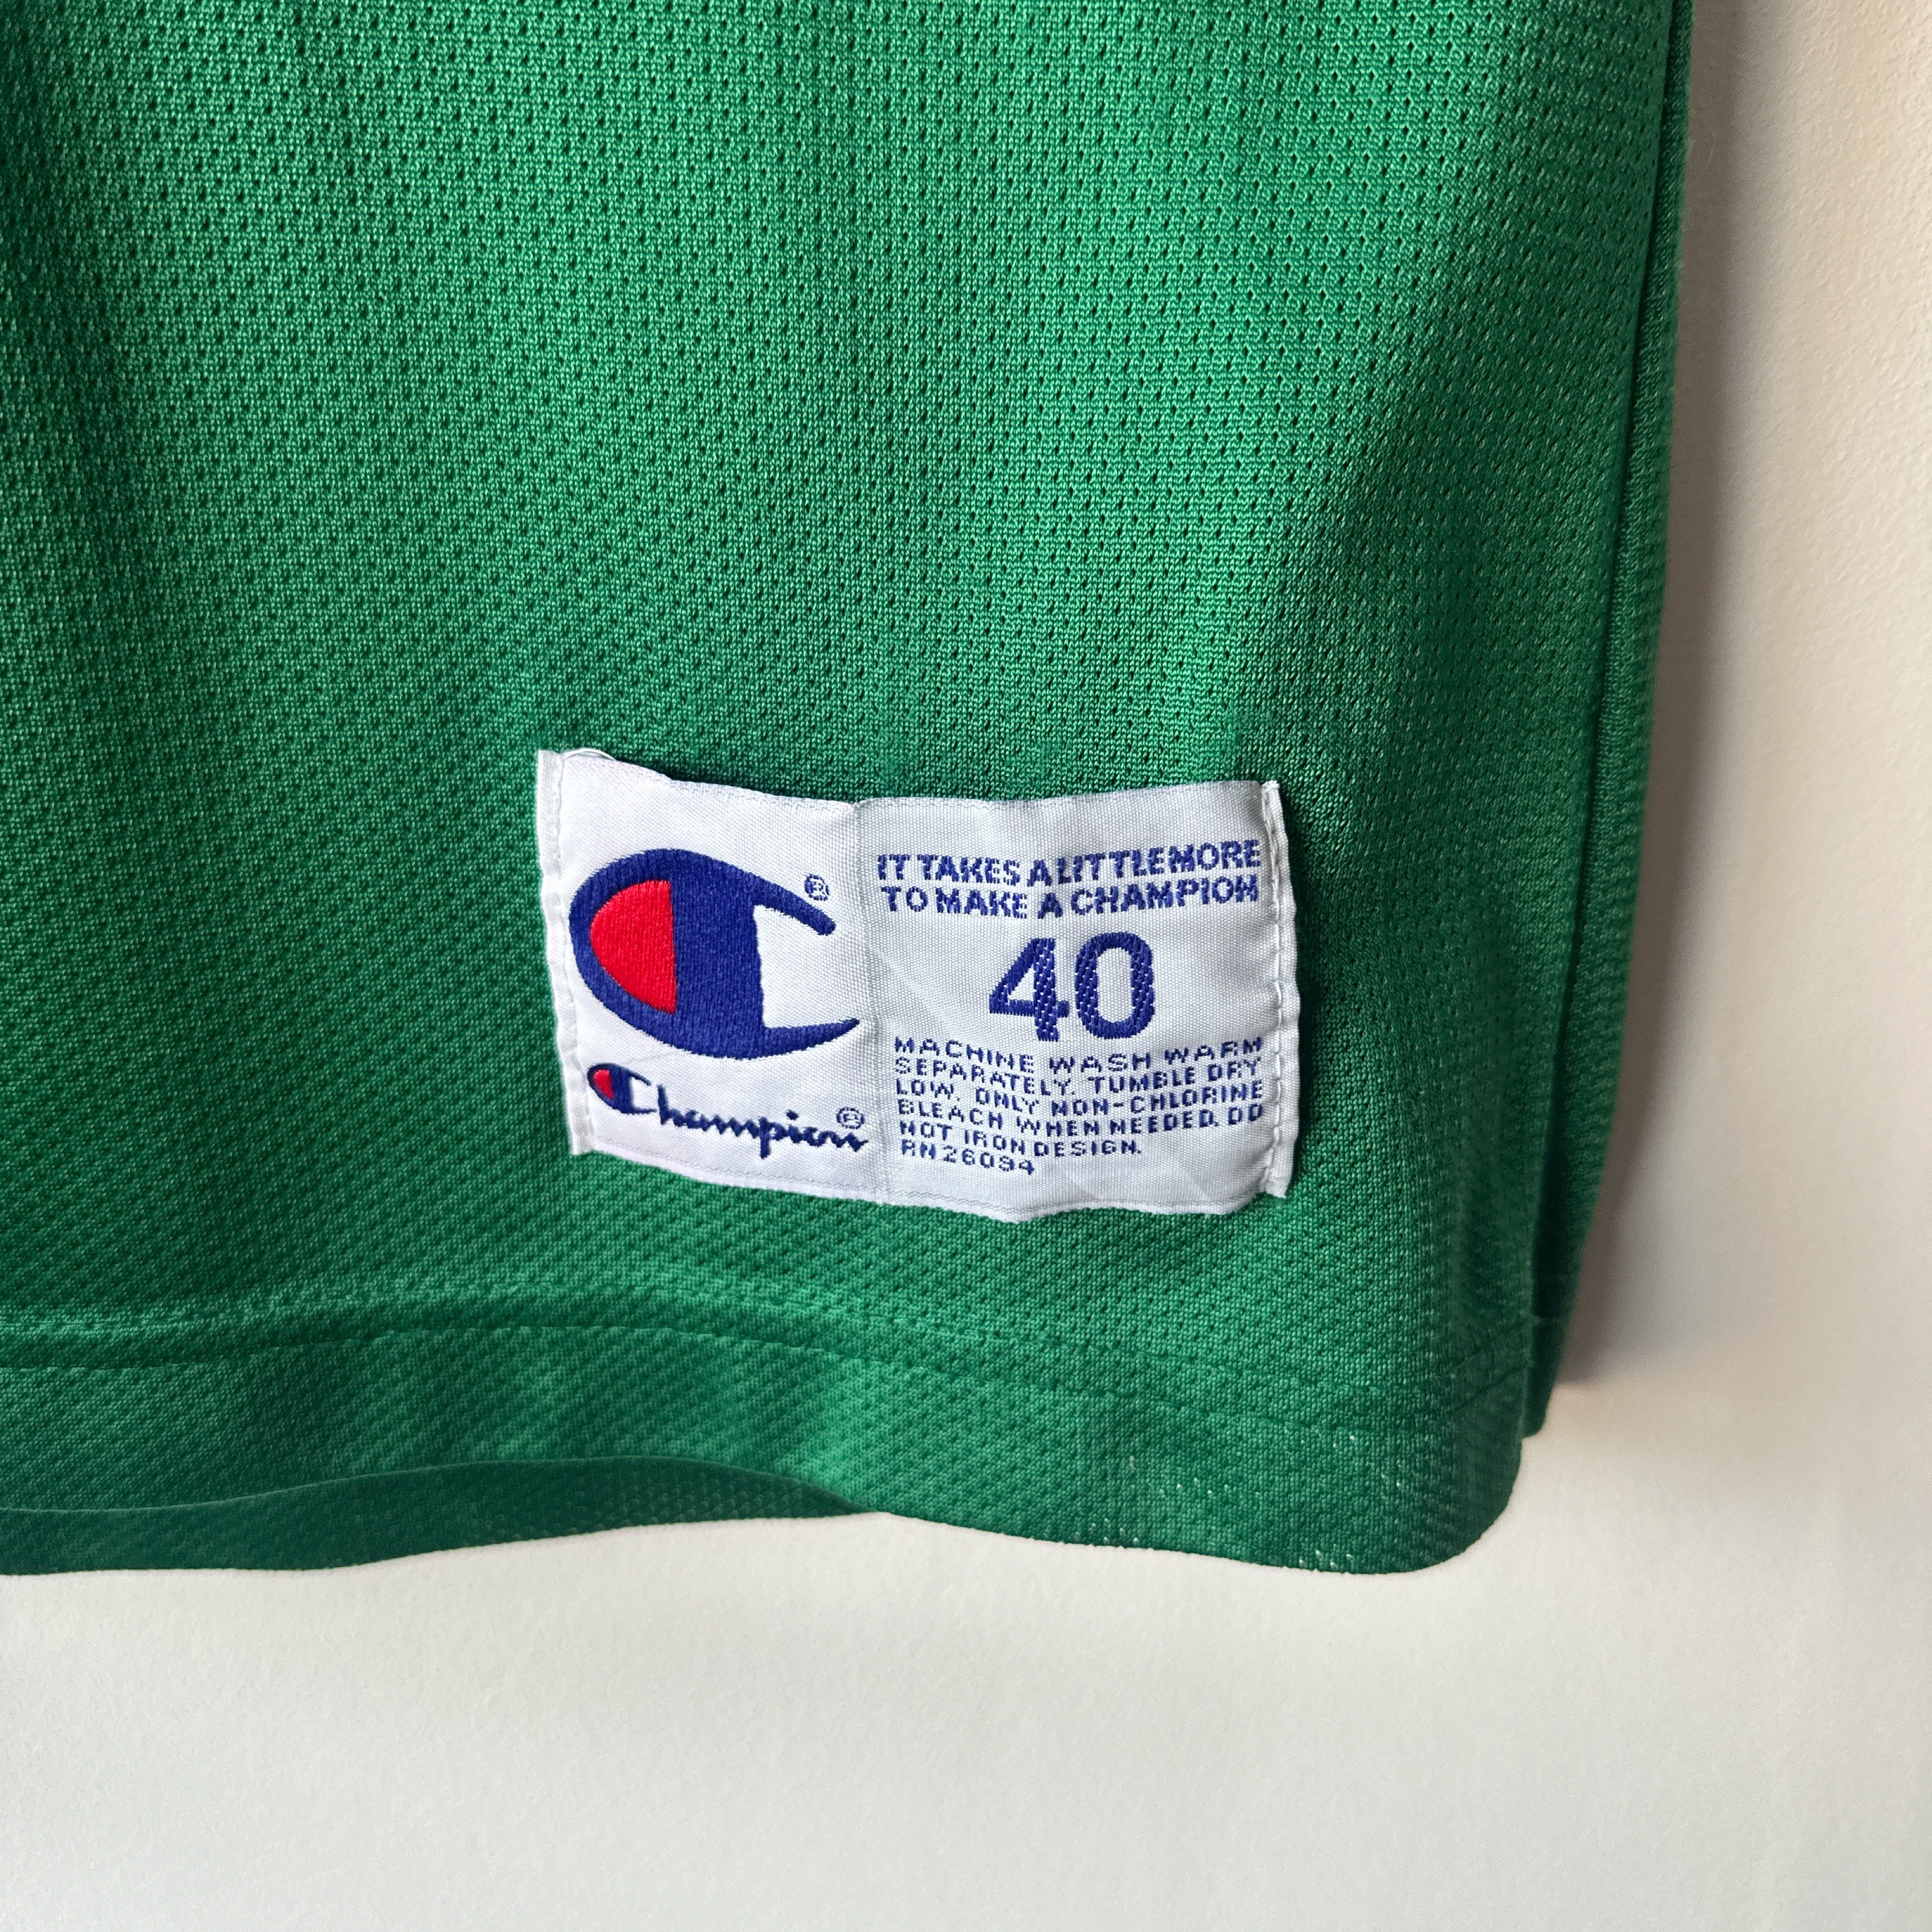 ®
Champion®
IT TAKES A LITTLE MORE
TO MAKE A CHAMPION
40
MACHINE WASH WARM
SEPARATELY. TUMBLE DRY
LOW. ONLY NON-CHLORINE
BLEACH WHEN NEEDED. DO
NOT IRON DESIGN.
RN26094